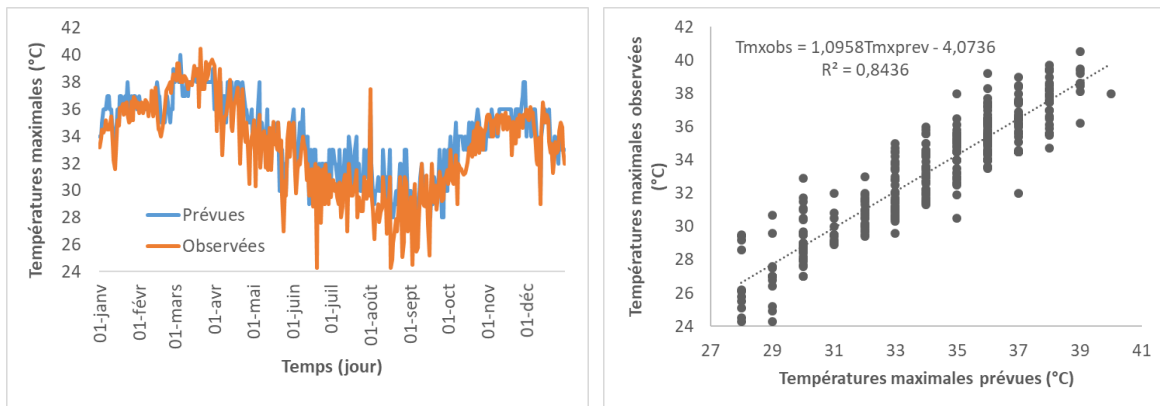 Températures maximales (°C)
42
40
38
36
34
32
30
28
26
24
Prévues
Observées
01-janv
01-févr
01-mars
01-avr
01-mai
01-juin
01-juil
01-août
01-sept
01-oct
01-nov
01-déc
Temps (jour)
Températures maximales observées
(°C)
42
40
38
36
34
32
30
28
26
24
Tmxobs = 1,0958Tmxprev - 4,0736
R² = 0,8436
27
29
31
33
35
37
39
41
Températures maximales prévues (°C)